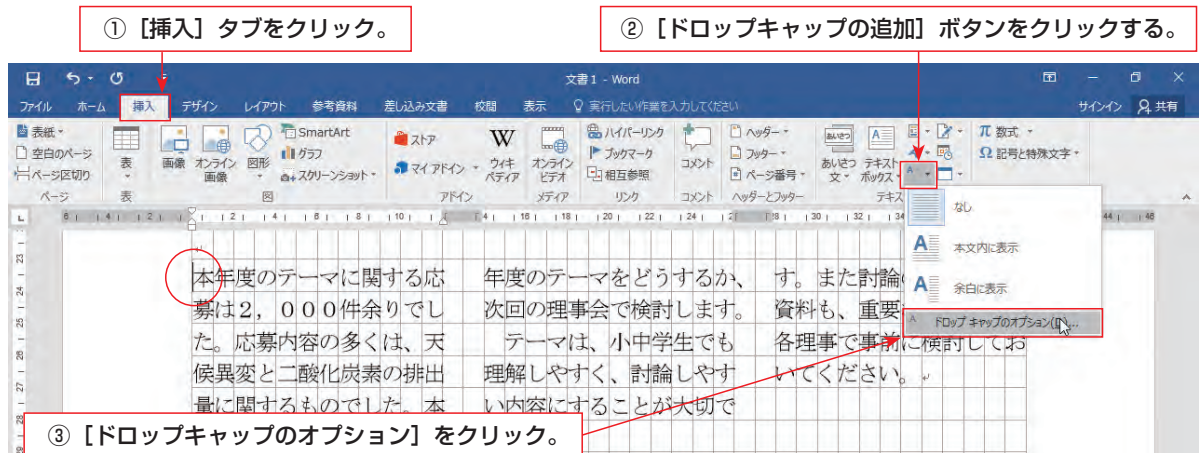 ① [挿入] タブをクリック。
② [ドロップキャップの追加] ボタンをクリックする。
文書1 - Word
ファイル ホーム 挿入 デザイン レイアウト 参考資料 差し込み文書 校閲 表示 実行したい作業を入力してください サインイン 共有
表紙
空白のページ
ページ区切り
ページ
表
表
画像
オンライン画像
図形
SmartArt
グラフ
スクリーンショット
図
ストア
マイ アドイン
ウィキペディア
アドイン
オンラインビデオ
メディア
ハイパーリンク
ブックマーク
相互参照
リンク
コメント
コメント
ヘッダー
フッター
ページ番号
ヘッダーとフッター
あいさつ文
テキストボックス
テキス
π 数式
Ω 記号と特殊文字
なし
本文内に表示
余白に表示
ドロップ キャップのオプション(D)...
本年度のテーマに関する応
募は2，000件余りでし
た。応募内容の多くは、天
候異変と二酸化炭素の排出
量に関するものでした。本
年度のテーマをどうするか、
次回の理事会で検討します。
テーマは、小中学生でも
理解しやすく、討論しやす
い内容にすることが大切で
す。また討論
資料も、重要
各理事で事前に検討してお
いてください。
③ [ドロップキャップのオプション] をクリック。